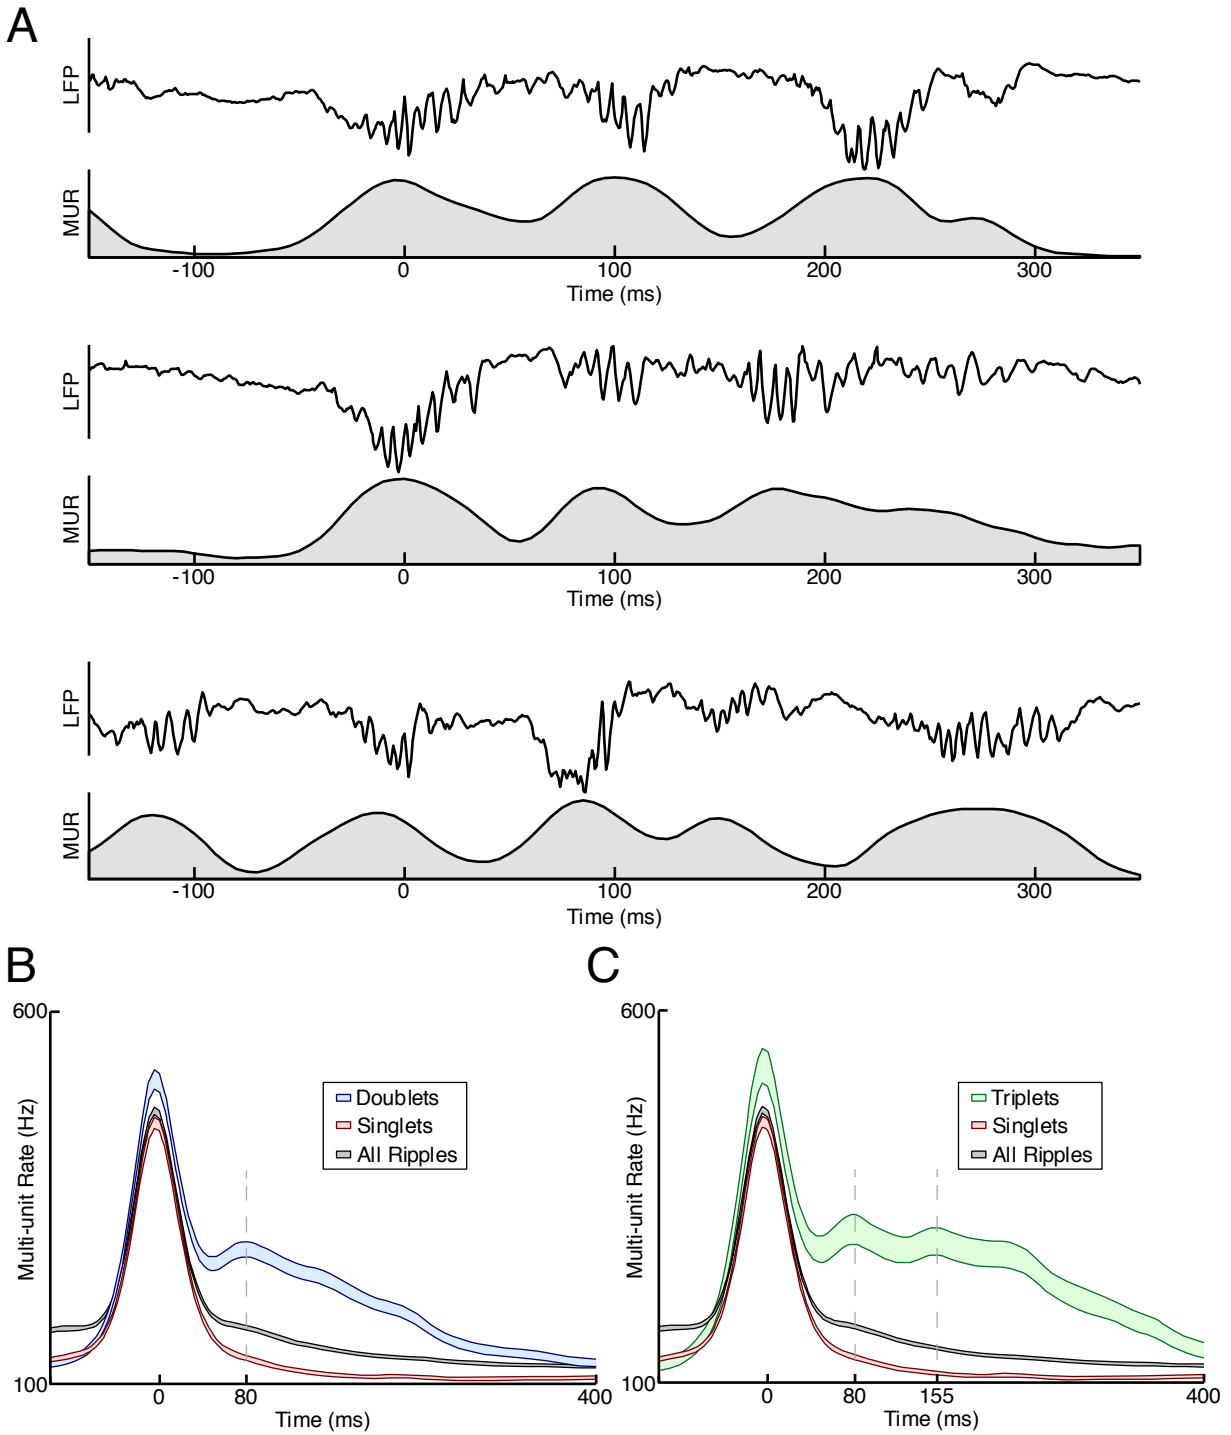 A
LFP
MUR
-100 0 100 200 300
Time (ms)
LFP
MUR
-100 0 100 200 300
Time (ms)
LFP
MUR
-100 0 100 200 300
Time (ms)
B
600
Multi-unit Rate (Hz)
Doublets
Singlets
All Ripples
100
0 80 400
Time (ms)
C
600
Multi-unit Rate (Hz)
Triplets
Singlets
All Ripples
100
0 80 155 400
Time (ms)